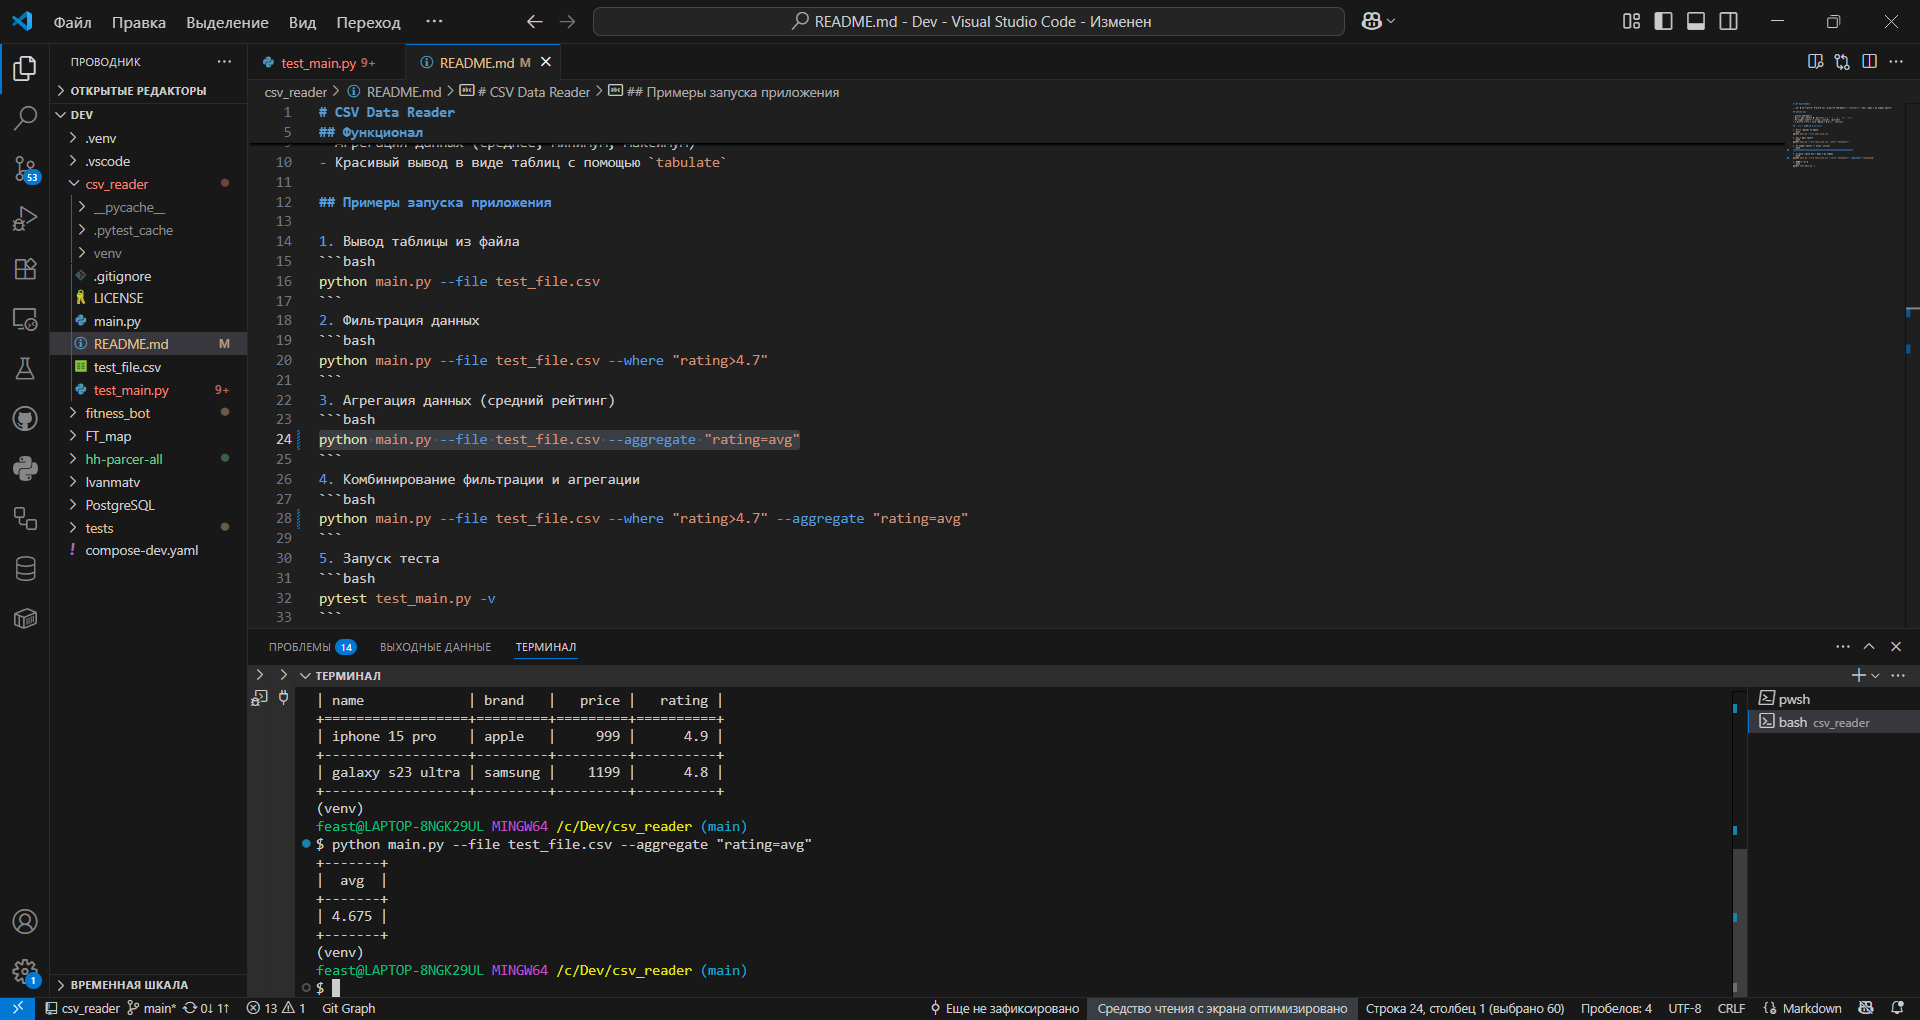 Файл Правка Выделение Вид Переход ···
README.md - Dev - Visual Studio Code - Изменен
ПРОВОДНИК
ОТКРЫТЫЕ РЕДАКТОРЫ
DEV
.venv
.vscode
csv_reader
__pycache__
.pytest_cache
venv
.gitignore
LICENSE
main.py
README.md M
test_file.csv
test_main.py 9+
fitness_bot
FT_map
hh-parcer-all
Ivanmatv
PostgreSQL
tests
! compose-dev.yaml
ВРЕМЕННАЯ ШКАЛА
53
1
test_main.py 9+
README.md M
csv_reader > README.md > # CSV Data Reader > ## Примеры запуска приложения
1 # CSV Data Reader
5 ## Функционал
10 - Красивый вывод в виде таблиц с помощью `tabulate`
11
12 ## Примеры запуска приложения
13
14 1. Вывод таблицы из файла
15 ```bash
16 python main.py --file test_file.csv
17 ```
18 2. Фильтрация данных
19 ```bash
20 python main.py --file test_file.csv --where "rating>4.7"
21 ```
22 3. Агрегация данных (средний рейтинг)
23 ```bash
24 python main.py --file test_file.csv --aggregate "rating=avg"
25 ```
26 4. Комбинирование фильтрации и агрегации
27 ```bash
28 python main.py --file test_file.csv --where "rating>4.7" --aggregate "rating=avg"
29 ```
30 5. Запуск теста
31 ```bash
32 pytest test_main.py -v
33 ```
ПРОБЛЕМЫ 14 ВЫХОДНЫЕ ДАННЫЕ ТЕРМИНАЛ
ТЕРМИНАЛ
| name | brand | price | rating |
+=================+=========+=========+==========+
| iphone 15 pro | apple | 999 | 4.9 |
+-----------------+---------+---------+----------+
| galaxy s23 ultra | samsung | 1199 | 4.8 |
+-----------------+---------+---------+----------+
(venv)
feast@LAPTOP-8NGK29UL MINGW64 /c/Dev/csv_reader (main)
$ python main.py --file test_file.csv --aggregate "rating=avg"
+-------+
| avg |
+-------+
| 4.675 |
+-------+
(venv)
feast@LAPTOP-8NGK29UL MINGW64 /c/Dev/csv_reader (main)
$
pwsh
bash csv_reader
csv_reader main* 0↓ 1↑ 13 1 Git Graph
Еще не зафиксировано Средство чтения с экрана оптимизировано Строка 24, столбец 1 (выбрано 60) Пробелов: 4 UTF-8 CRLF {} Markdown